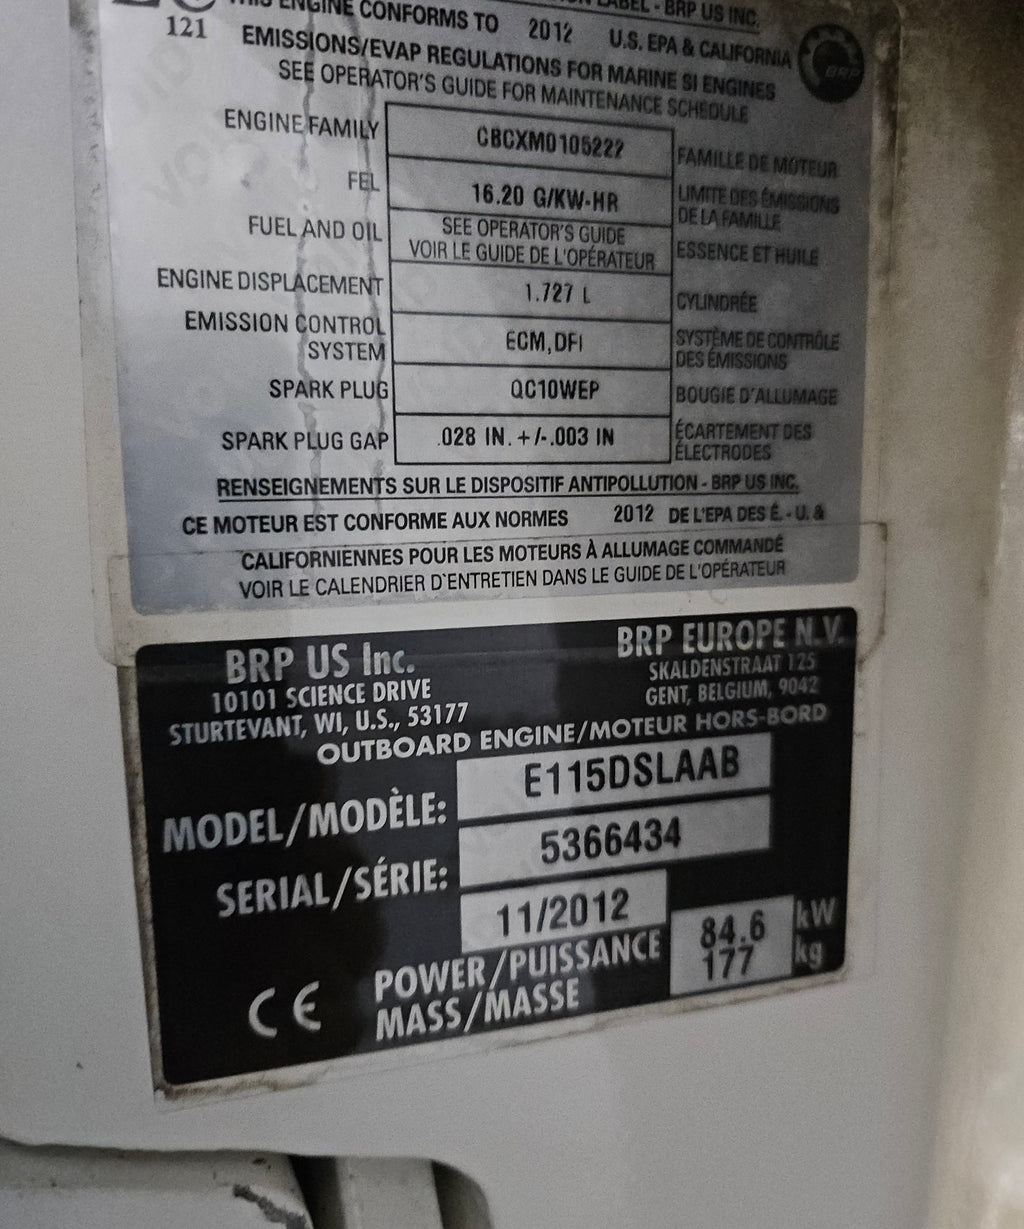 THIS ENGINE CONFORMS TO 2012 U.S. EPA & CALIFORNIA
LABEL - BRP US INC.
121
EMISSIONS/EVAP REGULATIONS FOR MARINE SI ENGINES
SEE OPERATOR'S GUIDE FOR MAINTENANCE SCHEDULE
BRP
ENGINE FAMILY CBCXM0105222 FAMILLE DE MOTEUR
FEL 16.20 G/KW-HR LIMITE DES ÉMISSIONS
DE LA FAMILLE
FUEL AND OIL SEE OPERATOR'S GUIDE ESSENCE ET HUILE
VOIR LE GUIDE DE L'OPÉRATEUR
ENGINE DISPLACEMENT 1.727 L CYLINDRÉE
EMISSION CONTROL ECM,DFI SYSTÈME DE CONTRÔLE
SYSTEM DES ÉMISSIONS
SPARK PLUG QC10WEP BOUGIE D'ALLUMAGE
SPARK PLUG GAP .028 IN. +/-.003 IN ÉCARTEMENT DES
ÉLECTRODES
RENSEIGNEMENTS SUR LE DISPOSITIF ANTIPOLLUTION - BRP US INC.
CE MOTEUR EST CONFORME AUX NORMES 2012 DE L'EPA DES É.-U. &
CALIFORNIENNES POUR LES MOTEURS À ALLUMAGE COMMANDÉ
VOIR LE CALENDRIER D'ENTRETIEN DANS LE GUIDE DE L'OPÉRATEUR
BRP US Inc.
10101 SCIENCE DRIVE
STURTEVANT, WI, U.S., 53177
BRP EUROPE N.V.
SKALDENSTRAAT 125
GENT, BELGIUM, 9042
OUTBOARD ENGINE/MOTEUR HORS-BORD
MODEL/MODÈLE: E115DSLAAB
SERIAL/SÉRIE: 5366434
11/2012
POWER/PUISSANCE 84.6 kW
MASS/MASSE 177 kg
CE